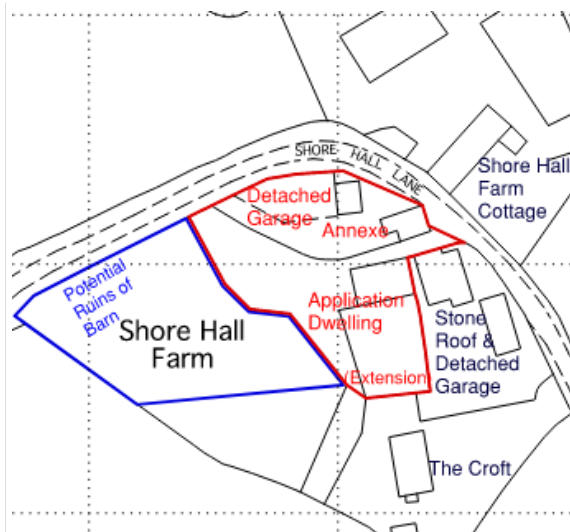 SHORE HALL LANE
Shore Hall
Farm
Cottage
Detached
Garage
Annexe
Potential
Ruins of
Barn
Shore Hall
Farm
Application
Dwelling
(Extension)
Stone
Roof &
Detached
Garage
The Croft